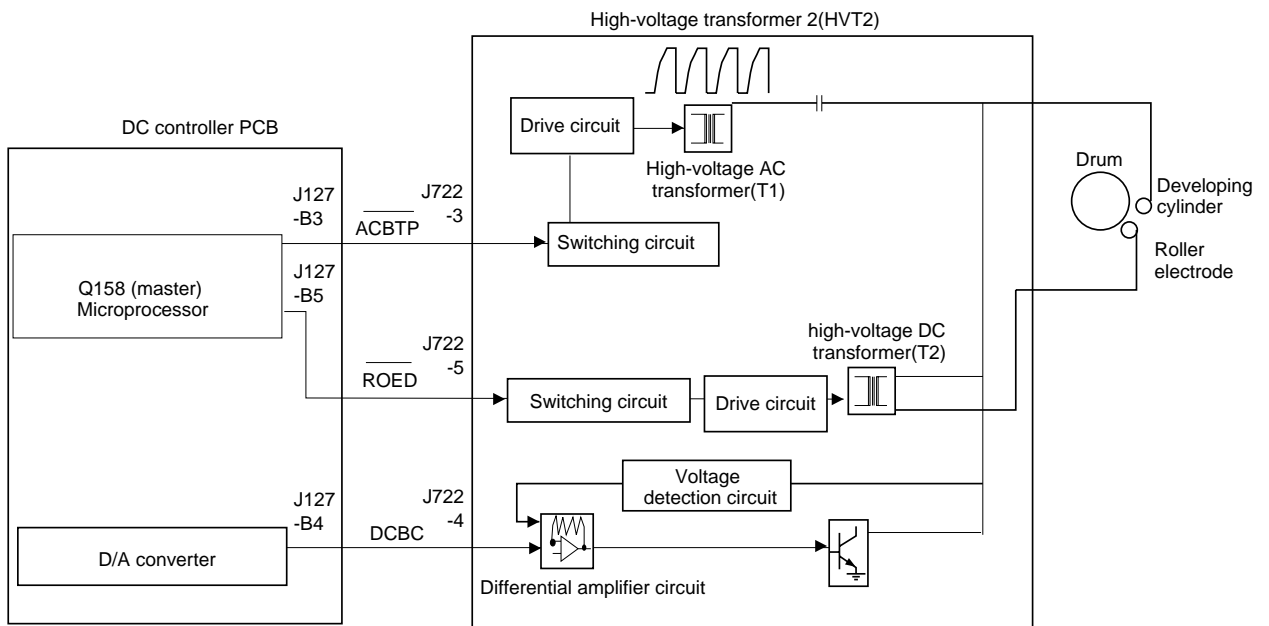 High-voltage transformer 2(HVT2)
DC controller PCB
Drive circuit
High-voltage AC
transformer(T1)
Drum
Developing
cylinder
Roller
electrode
J127
-B3
ACBTP
J722
-3
Switching circuit
Q158 (master)
Microprocessor
J127
-B5
ROED
J722
-5
Switching circuit
Drive circuit
high-voltage DC
transformer(T2)
Voltage
detection circuit
J127
-B4
DCBC
J722
-4
D/A converter
Differential amplifier circuit